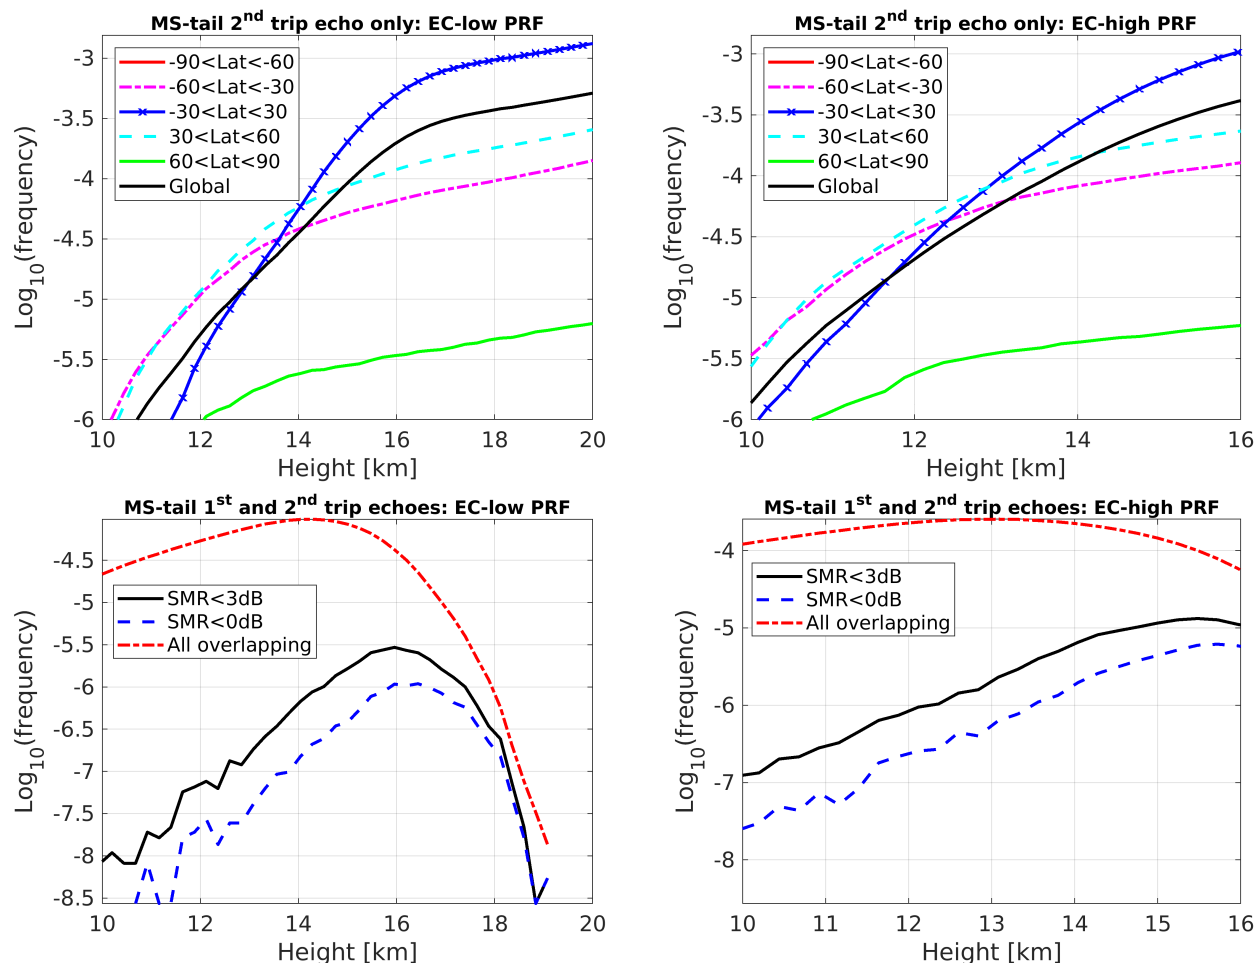 MS-tail 2nd trip echo only: EC-low PRF
-3
-3.5
-4
-4.5
-5
-5.5
-6
Log10(frequency)
-90<Lat<-60
-60<Lat<-30
-30<Lat<30
30<Lat<60
60<Lat<90
Global
10 12 14 16 18 20
Height [km]
MS-tail 2nd trip echo only: EC-high PRF
-3
-3.5
-4
-4.5
-5
-5.5
-6
Log10(frequency)
-90<Lat<-60
-60<Lat<-30
-30<Lat<30
30<Lat<60
60<Lat<90
Global
10 12 14 16
Height [km]
MS-tail 1st and 2nd trip echoes: EC-low PRF
-4.5
-5
-5.5
-6
-6.5
-7
-7.5
-8
-8.5
Log10(frequency)
SMR<3dB
SMR<0dB
All overlapping
10 12 14 16 18 20
Height [km]
MS-tail 1st and 2nd trip echoes: EC-high PRF
-4
-5
-6
-7
-8
Log10(frequency)
SMR<3dB
SMR<0dB
All overlapping
10 11 12 13 14 15 16
Height [km]